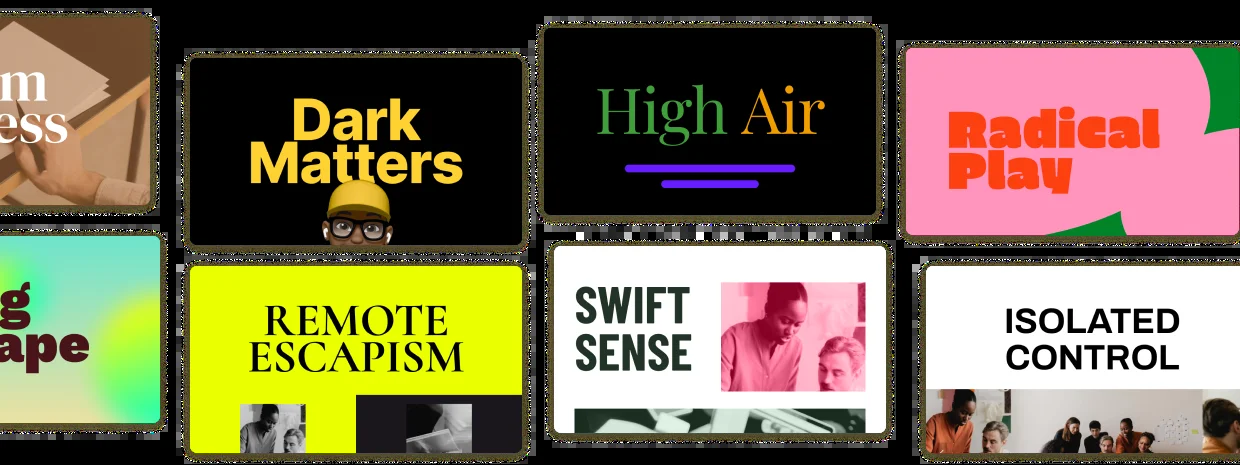 m
ess
Dark
Matters
High Air
Radical
Play
g
ape
REMOTE
ESCAPISM
SWIFT
SENSE
ISOLATED
CONTROL